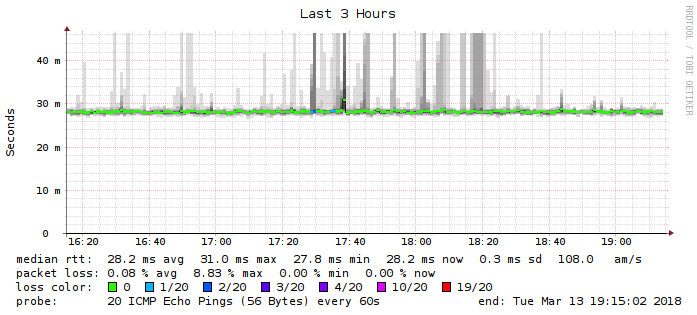 Last 3 Hours
RRDTOOL / TOBI OETIKER
Seconds
40 m
30 m
20 m
10 m
0
16:20 16:40 17:00 17:20 17:40 18:00 18:20 18:40 19:00
median rtt: 28.2 ms avg 31.0 ms max 27.8 ms min 28.2 ms now 0.3 ms sd 108.0 am/s
packet loss: 0.08 % avg 8.83 % max 0.00 % min 0.00 % now
loss color: 0 1/20 2/20 3/20 4/20 10/20 19/20
probe: 20 ICMP Echo Pings (56 Bytes) every 60s end: Tue Mar 13 19:15:02 2018